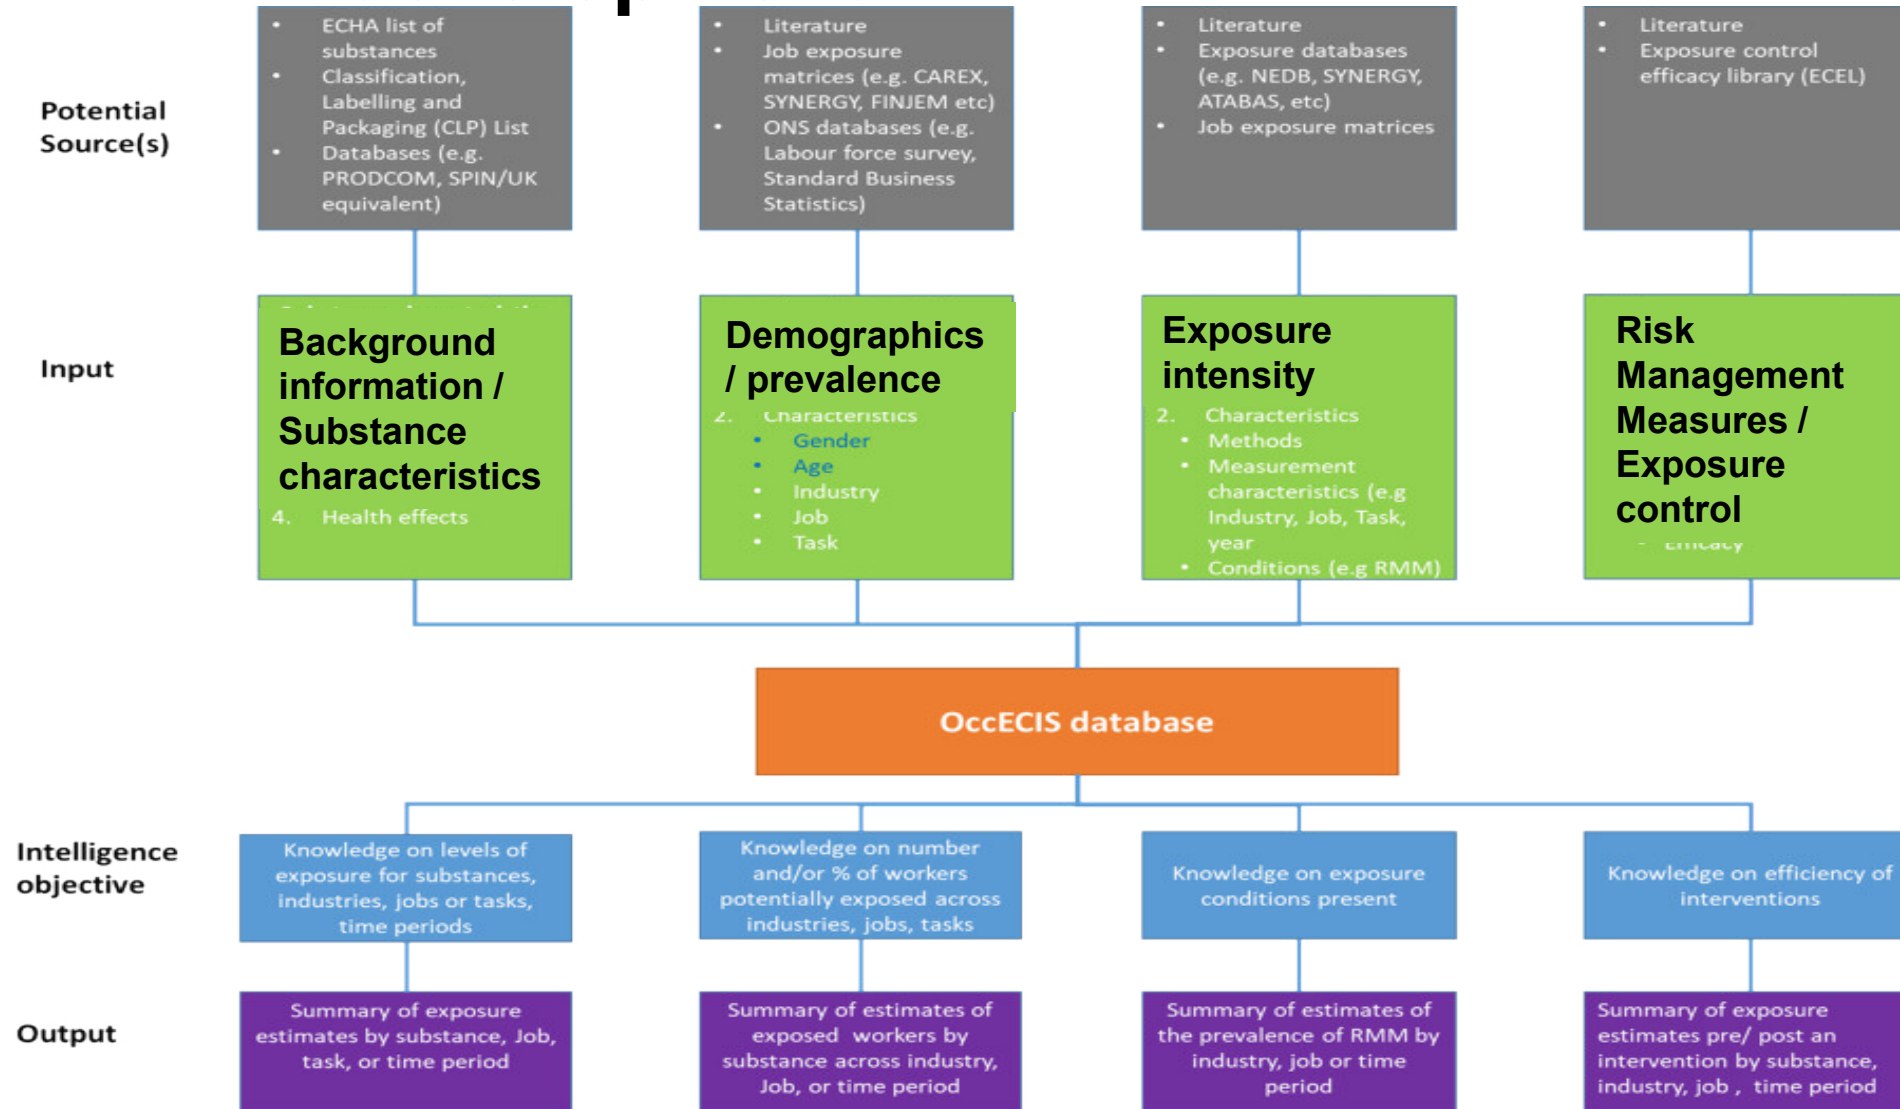 Potential
Source(s)
• ECHA list of
substances
• Classification,
Labelling and
Packaging (CLP) List
• Databases (e.g.
PRODCOM, SPIN/UK
equivalent)
• Literature
• Job exposure
matrices (e.g. CAREX,
SYNERGY, FINJEM etc)
• ONS databases (e.g.
Labour force survey,
Standard Business
Statistics)
• Literature
• Exposure databases
(e.g. NEDB, SYNERGY,
ATABAS, etc)
• Job exposure matrices
• Literature
• Exposure control
efficacy library (ECEL)
Input
Background
information /
Substance
characteristics
4. Health effects
Demographics
/ prevalence
2. Characteristics
• Gender
• Age
• Industry
• Job
• Task
Exposure
intensity
2. Characteristics
• Methods
• Measurement
characteristics (e.g
Industry, Job, Task,
year
• Conditions (e.g RMM)
Risk
Management
Measures /
Exposure
control
• Efficacy
OccECIS database
Intelligence
objective
Knowledge on levels of
exposure for substances,
industries, jobs or tasks,
time periods
Knowledge on number
and/or % of workers
potentially exposed across
industries, jobs, tasks
Knowledge on exposure
conditions present
Knowledge on efficiency of
interventions
Output
Summary of exposure
estimates by substance, Job,
task, or time period
Summary of estimates of
exposed workers by
substance across industry,
Job, or time period
Summary of estimates of
the prevalence of RMM by
industry, job or time
period
Summary of exposure
estimates pre/ post an
intervention by substance,
industry, job , time period